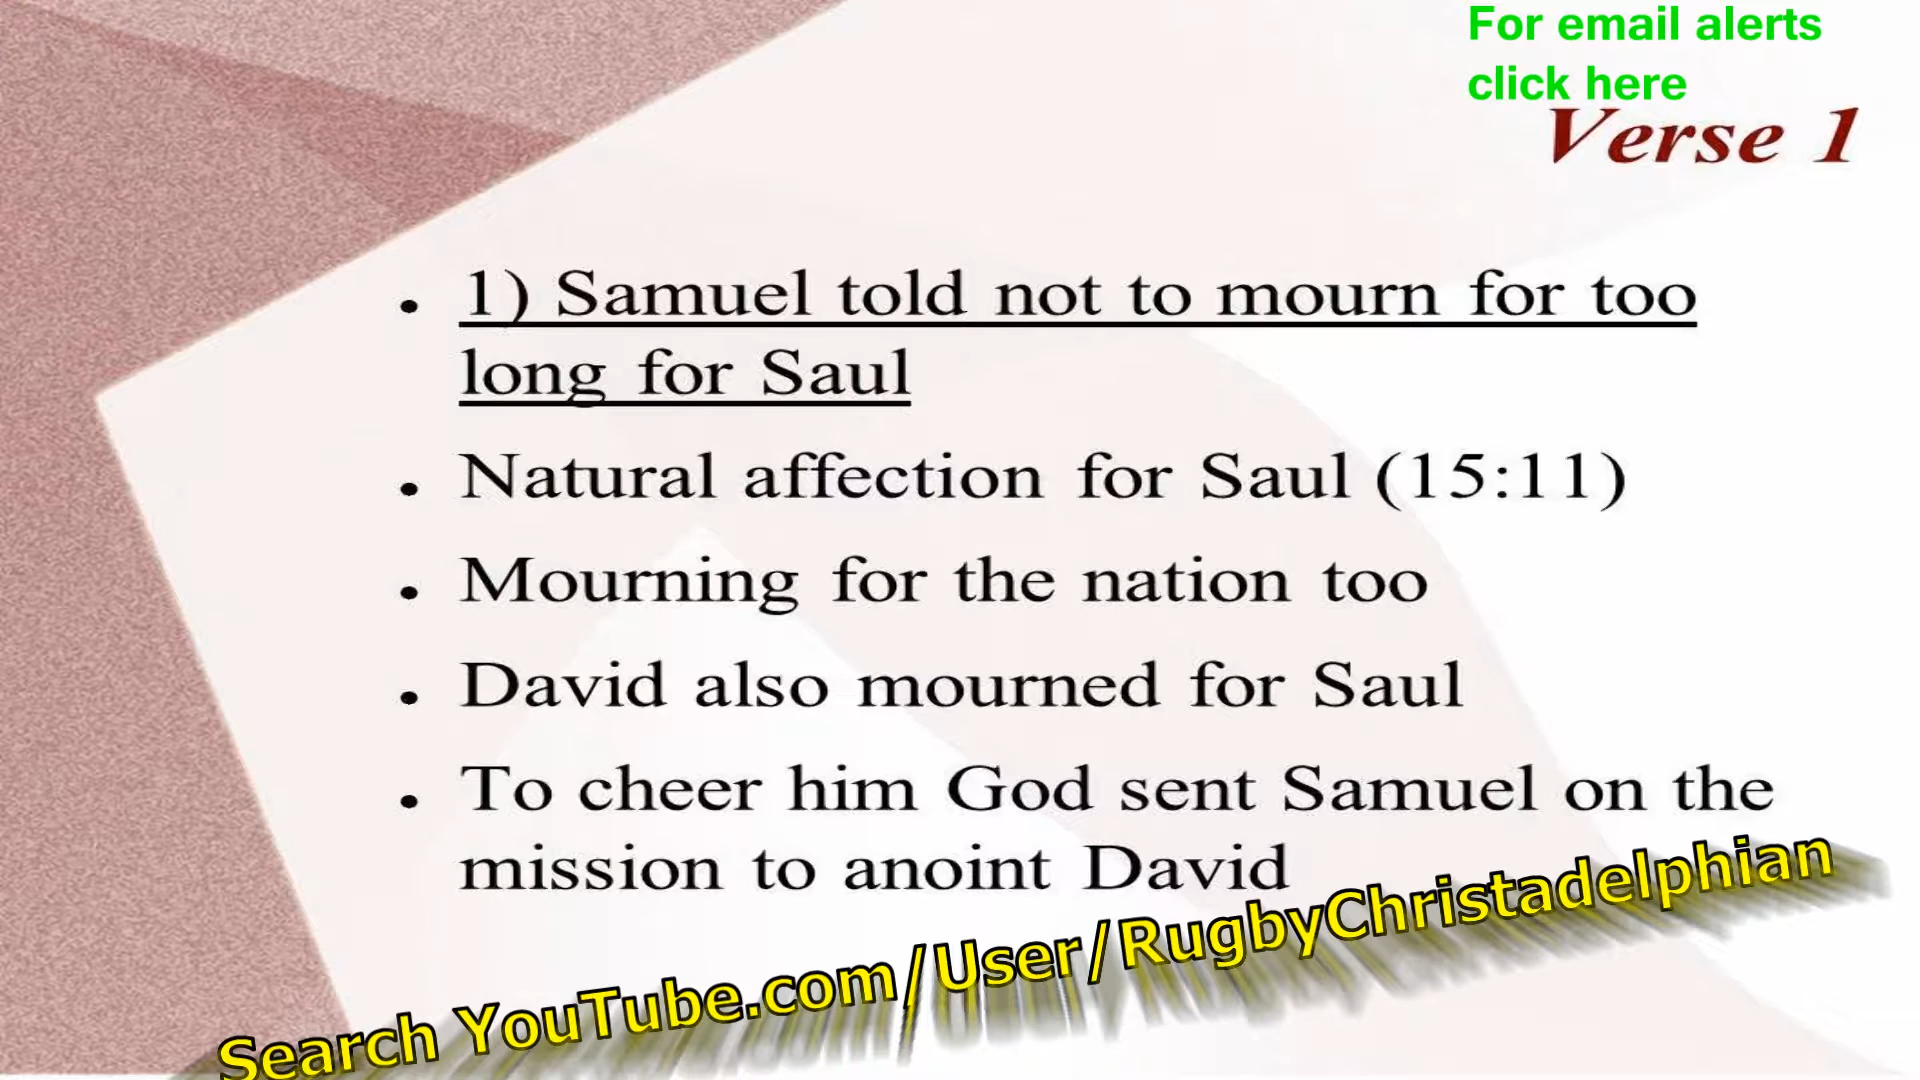 For email alerts
click here
Verse 1
• 1) Samuel told not to mourn for too
long for Saul
• Natural affection for Saul (15:11)
• Mourning for the nation too
• David also mourned for Saul
• To cheer him God sent Samuel on the
mission to anoint David
Search YouTube.com/User/RugbyChristadelphian